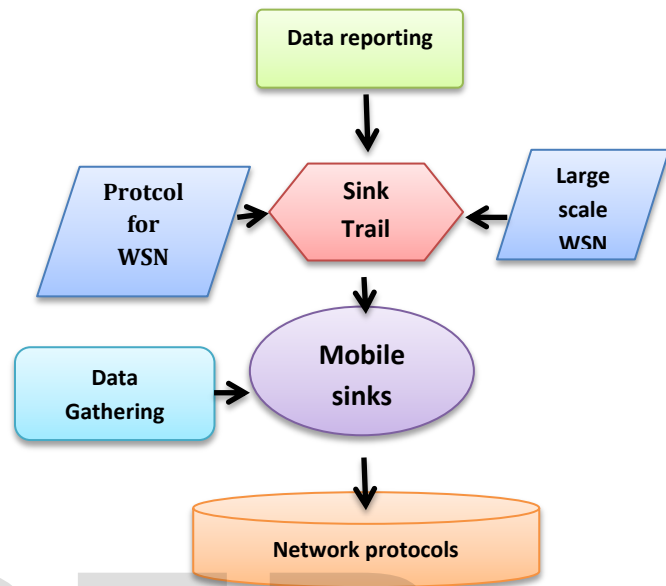 Data reporting
Protcol
for
WSN
Sink
Trail
Large
scale
WSN
Mobile
sinks
Data
Gathering
Network protocols